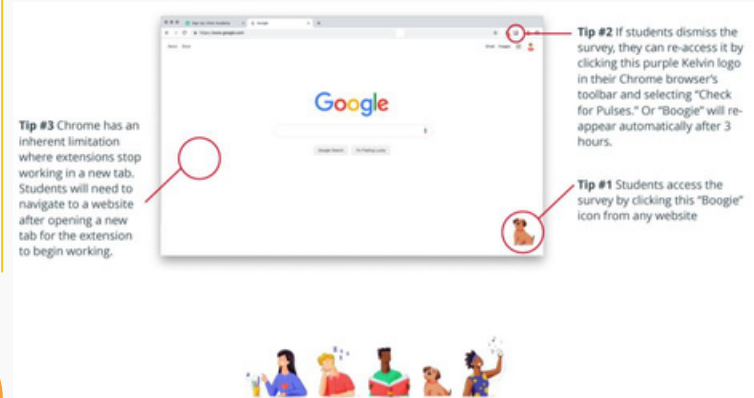 Tip #2 If students dismiss the
survey, they can re-access it by
clicking this purple Kelvin logo
in their Chrome browser's
toolbar and selecting "Check
for Pulses." Or "Boogie" will re-
appear automatically after 3
hours.
Google
Google Search I'm Feeling Lucky
Tip #3 Chrome has an
inherent limitation
where extensions stop
working in a new tab.
Students will need to
navigate to a website
after opening a new
tab for the extension
to begin working.
Tip #1 Students access the
survey by clicking this "Boogie"
icon from any website